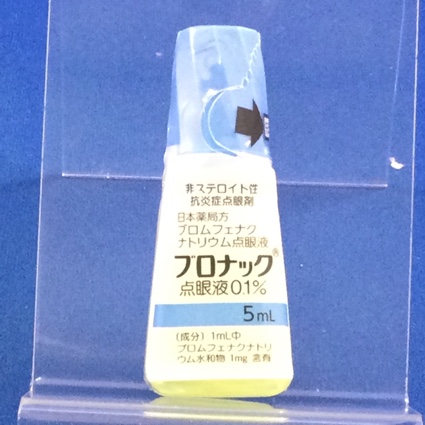 非ステロイド性
抗炎症点眼剤
日本薬局方
ブロムフェナク
ナトリウム点眼液
ブロナック®
点眼液0.1%
5mL
(成分) 1mL中
ブロムフェナクナトリ
ウム水和物 1mg 含有